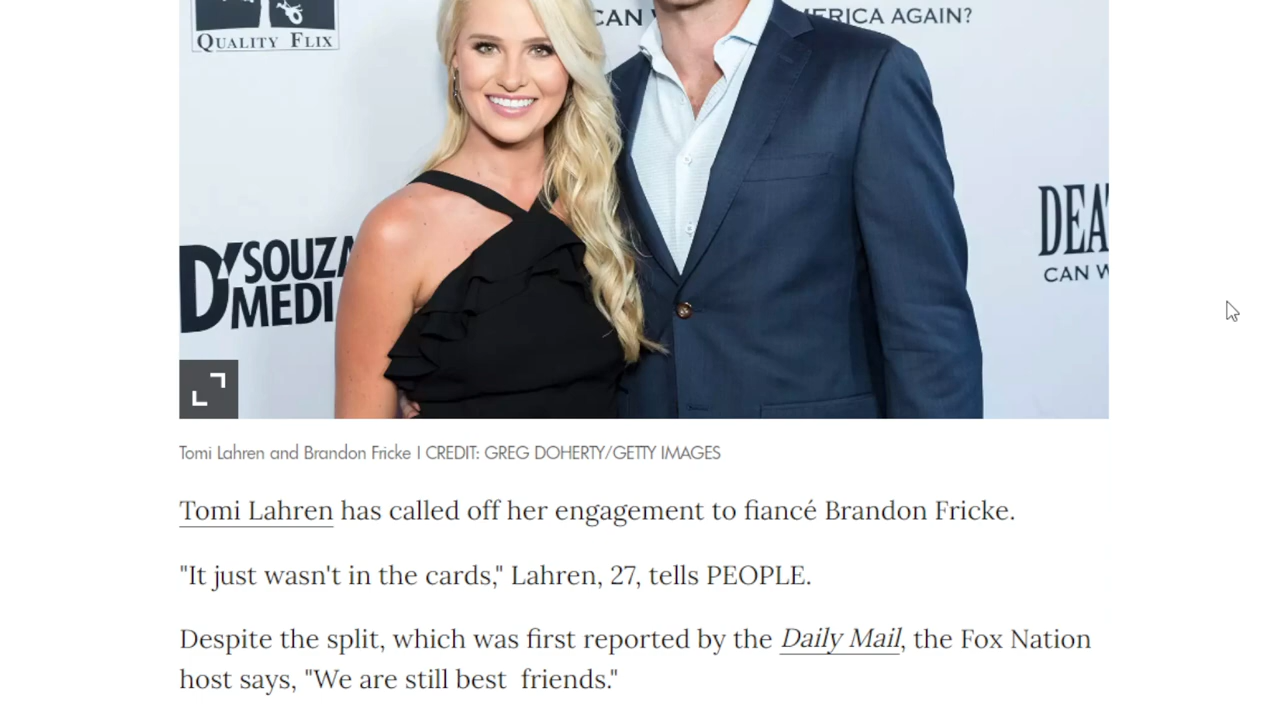 QUALITY FLIX
CAN W
MERICA AGAIN?
D'SOUZA
MEDI
DEAT
CAN W
Tomi Lahren and Brandon Fricke | CREDIT: GREG DOHERTY/GETTY IMAGES
Tomi Lahren has called off her engagement to fiancé Brandon Fricke.
"It just wasn't in the cards," Lahren, 27, tells PEOPLE.
Despite the split, which was first reported by the Daily Mail, the Fox Nation
host says, "We are still best  friends."